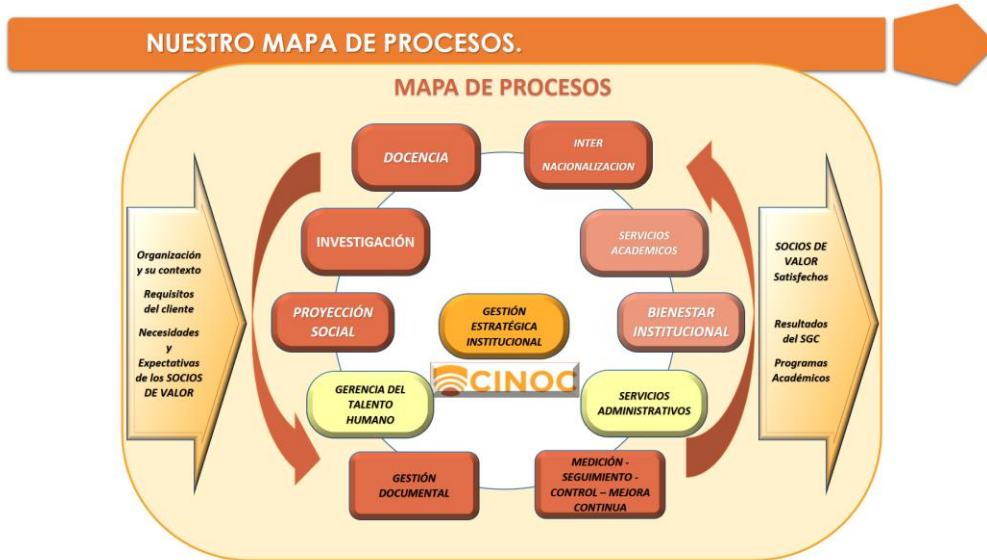 NUESTRO MAPA DE PROCESOS.
MAPA DE PROCESOS
DOCENCIA
INTER
NACIONALIZACION
INVESTIGACIÓN
SERVICIOS
ACADEMICOS
PROYECCIÓN
SOCIAL
GESTIÓN
ESTRATÉGICA
INSTITUCIONAL
BIENESTAR
INSTITUCIONAL
CINOC
GERENCIA DEL
TALENTO
HUMANO
SERVICIOS
ADMINISTRATIVOS
GESTIÓN
DOCUMENTAL
MEDICIÓN -
SEGUIMIENTO -
CONTROL – MEJORA
CONTINUA
Organización
y su contexto
Requisitos
del cliente
Necesidades
y
Expectativas
de los SOCIOS
DE VALOR
SOCIOS DE
VALOR
Satisfechos
Resultados
del SGC
Programas
Académicos